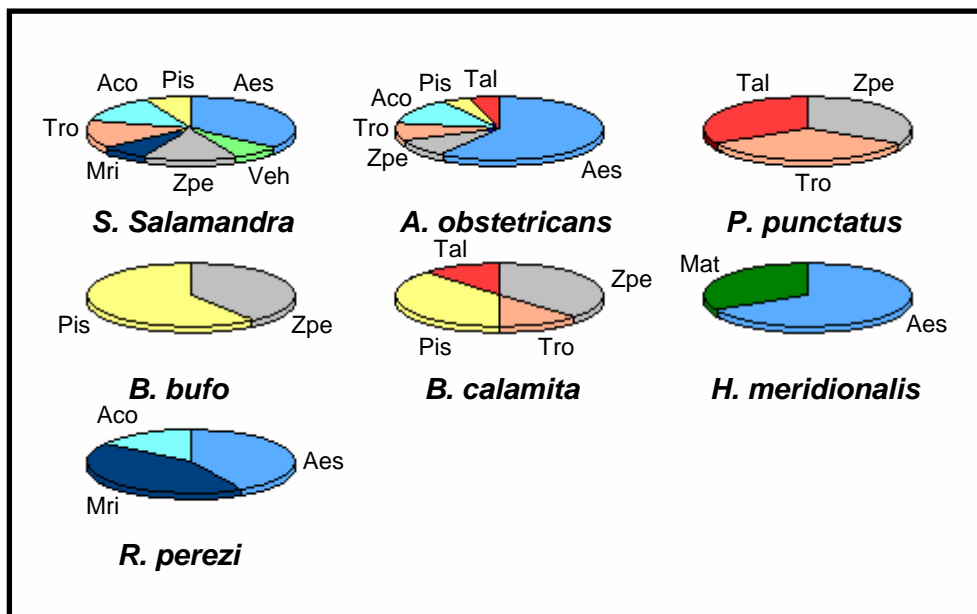 Aco Pis Aes
Tro
Mri Zpe Veh
S. Salamandra
Pis Tal
Aco
Tro
Zpe Aes
A. obstetricans
Tal Zpe
Tro
P. punctatus
Pis Zpe
B. bufo
Tal Zpe
Pis Tro
B. calamita
Mat
Aes
H. meridionalis
Aco
Aes
Mri
R. perezi